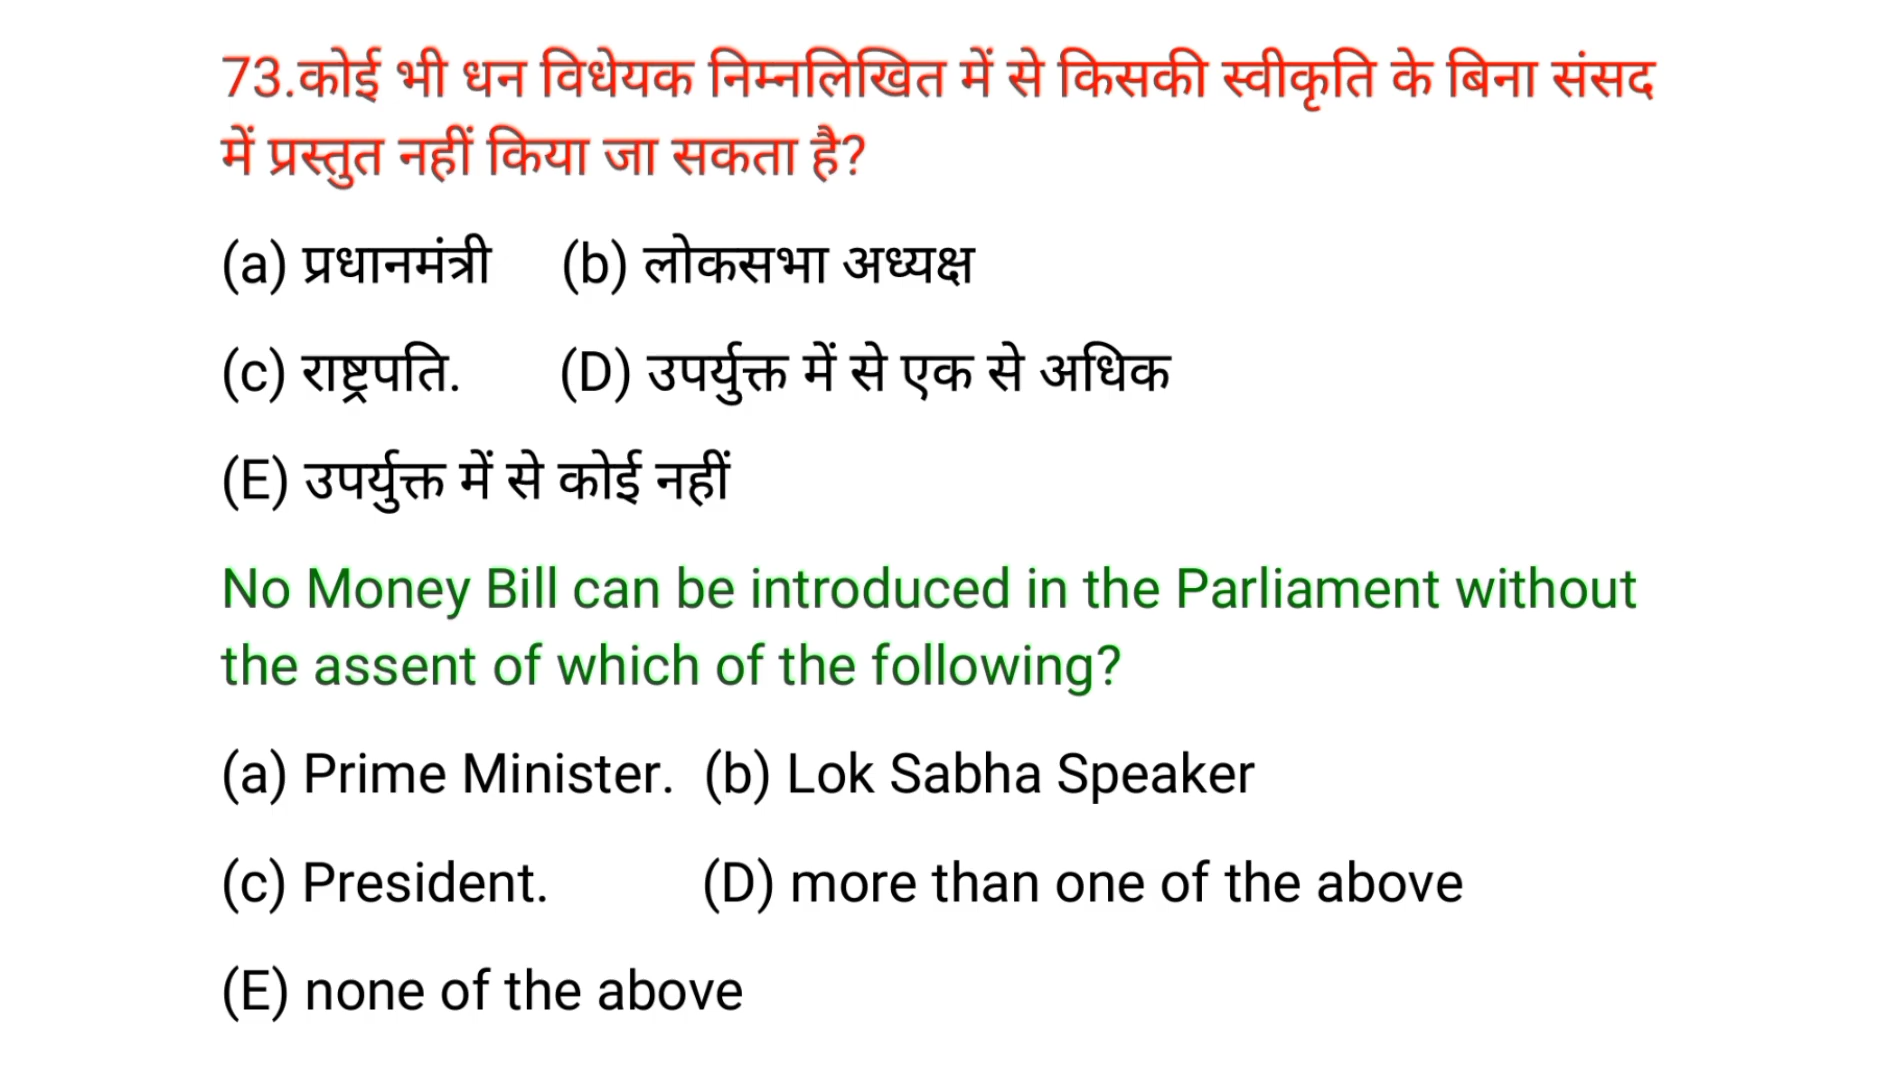 73.कोई भी धन विधेयक निम्नलिखित में से किसकी स्वीकृति के बिना संसद
में प्रस्तुत नहीं किया जा सकता है?
(a) प्रधानमंत्री (b) लोकसभा अध्यक्ष
(c) राष्ट्रपति. (D) उपर्युक्त में से एक से अधिक
(E) उपर्युक्त में से कोई नहीं
No Money Bill can be introduced in the Parliament without
the assent of which of the following?
(a) Prime Minister. (b) Lok Sabha Speaker
(c) President. (D) more than one of the above
(E) none of the above